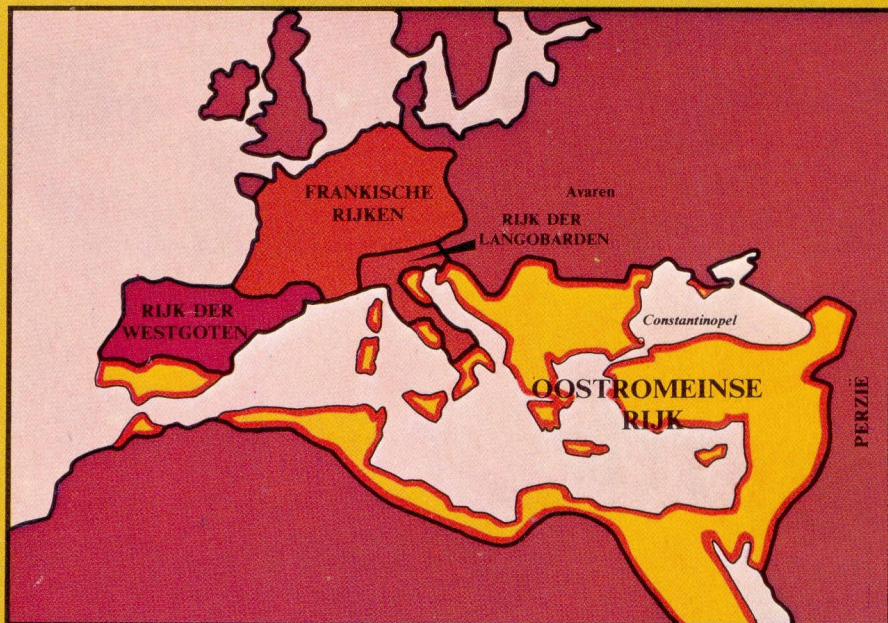 FRANKISCHE
RIJKEN
Avaren
RIJK DER
LANGOBARDEN
RIJK DER
WESTGOTEN
Constantinopel
OOSTROMEINSE
RIJK
PERZIË